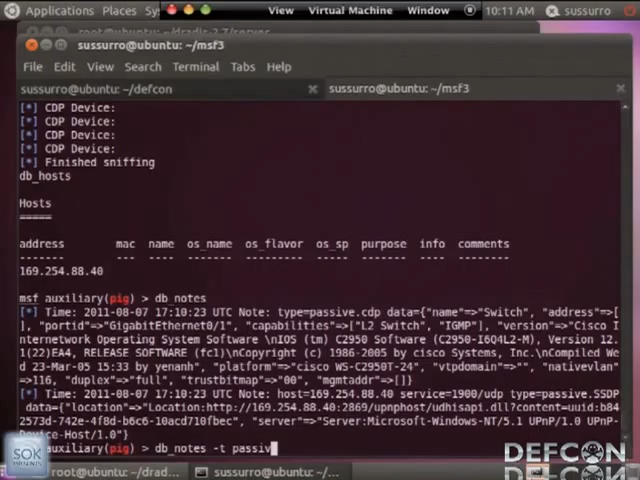 Applications Places Sy
View Virtual Machine Window
10:11 AM sussurro
sussurro@ubuntu: ~/msf3
File Edit View Search Terminal Tabs Help
sussurro@ubuntu: ~/defcon
sussurro@ubuntu: ~/msf3
[*] CDP Device:
[*] CDP Device:
[*] CDP Device:
[*] CDP Device:
[*] Finished sniffing
db_hosts
Hosts
=====
address mac name os_name os_flavor os_sp purpose info comments
------- --- ---- ------- --------- ----- ------- ---- --------
169.254.88.40
msf auxiliary(pig) > db_notes
[*] Time: 2011-08-07 17:10:23 UTC Note: type=passive.cdp data={"name"=>"Switch", "address"=>[
], "portid"=>"GigabitEthernet0/1", "capabilities"=>["L2 Switch", "IGMP"], "version"=>"Cisco I
nternetwork Operating System Software \nIOS (tm) C2950 Software (C2950-I6Q4L2-M), Version 12.
1(22)EA4, RELEASE SOFTWARE (fc1)\nCopyright (c) 1986-2005 by cisco Systems, Inc.\nCompiled We
d 23-Mar-05 15:33 by yenanh", "platform"=>"cisco WS-C2950T-24", "vtpdomain"=>"", "nativevlan"
=>116, "duplex"=>"full", "trustbitmap"=>"00", "mgmtaddr"=>[]}
[*] Time: 2011-08-07 17:10:23 UTC Note: host=169.254.88.40 service=1900/udp type=passive.SSDP
data={"location"=>"Location:http://169.254.88.40:2869/upnphost/udhisapi.dll?content=uuid:b84
2573d-742e-4f8d-b6c6-10acd710fbec", "server"=>"Server:Microsoft-Windows-NT/5.1 UPnP/1.0 UPnP-
Device-Host/1.0"}
auxiliary(pig) > db_notes -t passiv
SOK
root@ubuntu: ~/drad...
sussurro@ubuntu: ~/...
DEFCON